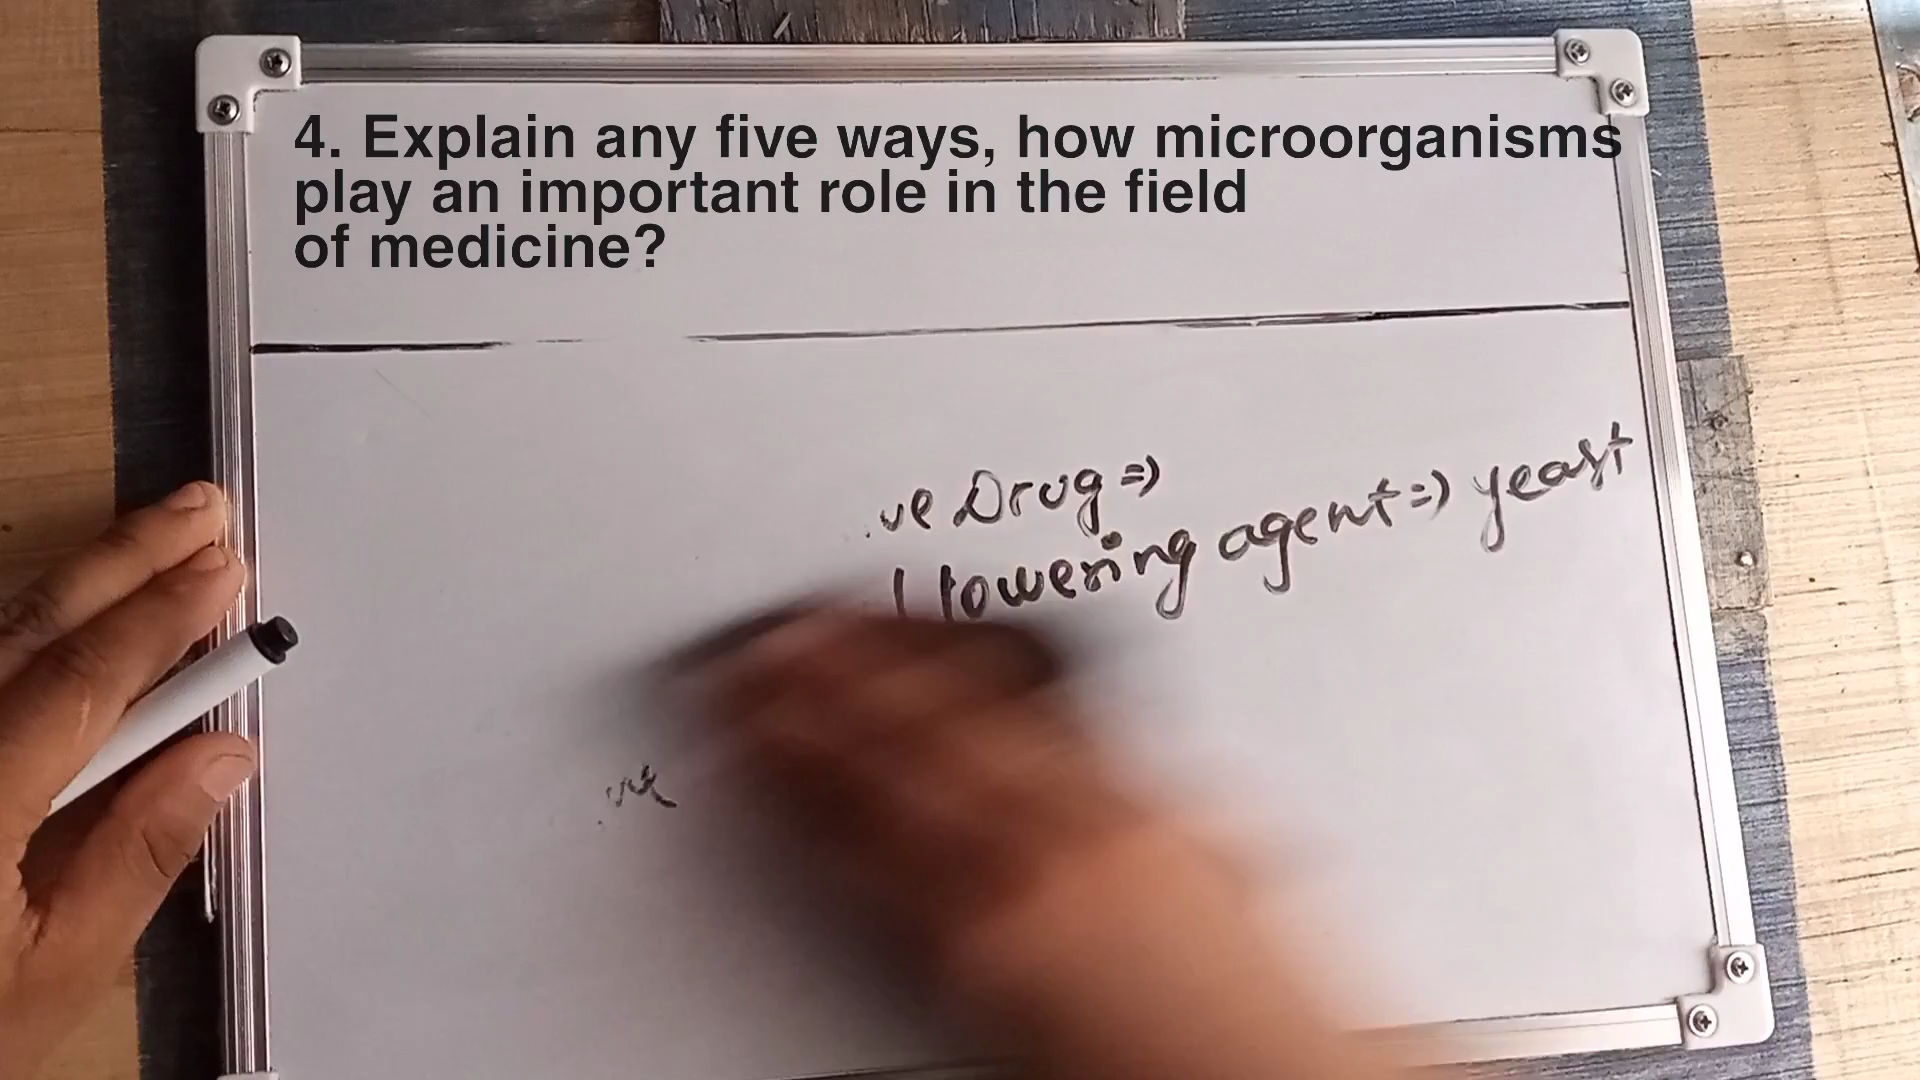 4. Explain any five ways, how microorganisms
play an important role in the field
of medicine?
ve Drug =>
lowering agent => yeast